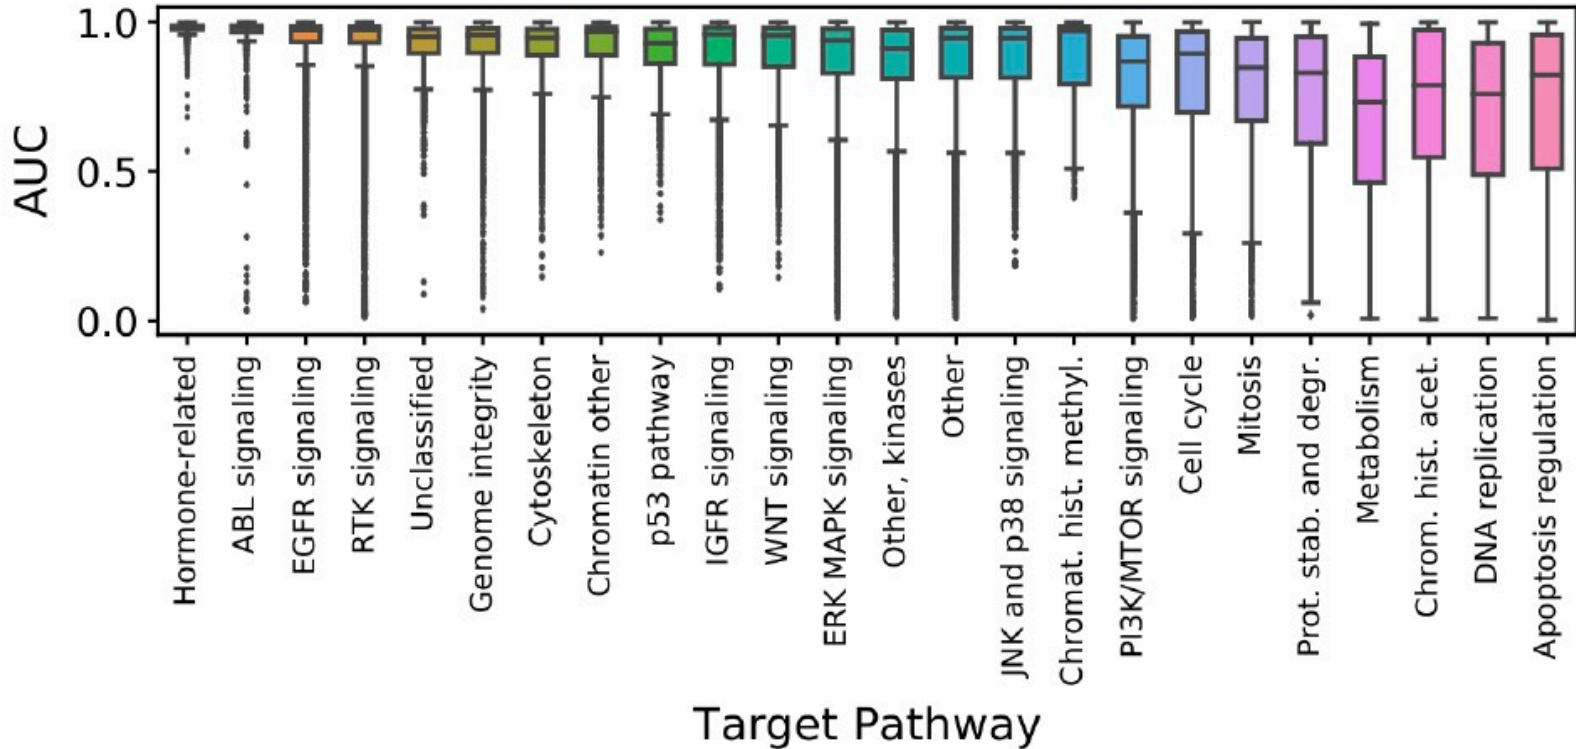 AUC
1.0
0.5
0.0
Hormone-related
ABL signaling
EGFR signaling
RTK signaling
Unclassified
Genome integrity
Cytoskeleton
Chromatin other
p53 pathway
IGFR signaling
WNT signaling
ERK MAPK signaling
Other, kinases
Other
JNK and p38 signaling
Chromat. hist. methyl.
PI3K/MTOR signaling
Cell cycle
Mitosis
Prot. stab. and degr.
Metabolism
Chrom. hist. acet.
DNA replication
Apoptosis regulation
Target Pathway